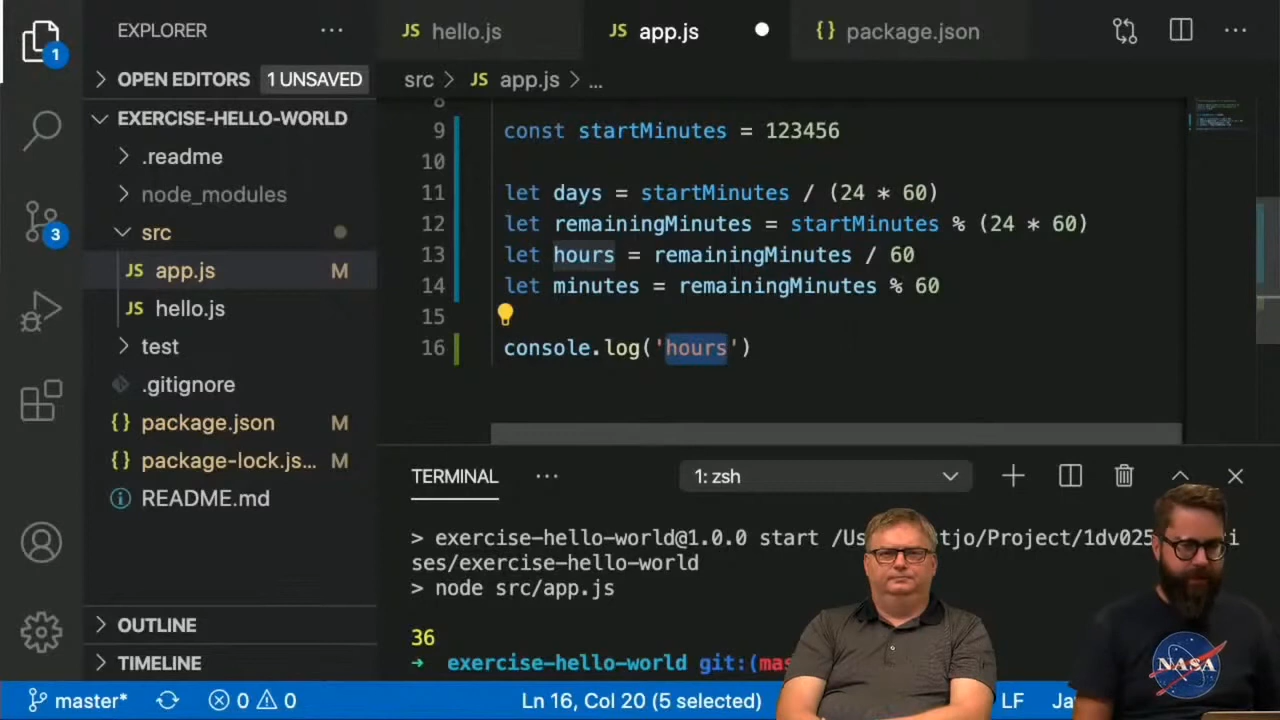 EXPLORER
hello.js
app.js
package.json
OPEN EDITORS 1 UNSAVED
src > JS app.js > ...
EXERCISE-HELLO-WORLD
.readme
node_modules
src
JS app.js M
JS hello.js
test
.gitignore
{} package.json M
{} package-lock.js... M
README.md
OUTLINE
TIMELINE
1
3
9 const startMinutes = 123456
10
11 let days = startMinutes / (24 * 60)
12 let remainingMinutes = startMinutes % (24 * 60)
13 let hours = remainingMinutes / 60
14 let minutes = remainingMinutes % 60
15
16 console.log('hours')
TERMINAL ... 1: zsh
> exercise-hello-world@1.0.0 start
ises/exercise-hello-world
> node src/app.js
36
➜ exercise-hello-world git:(
NASA
master* 0 0 Ln 16, Col 20 (5 selected) LF